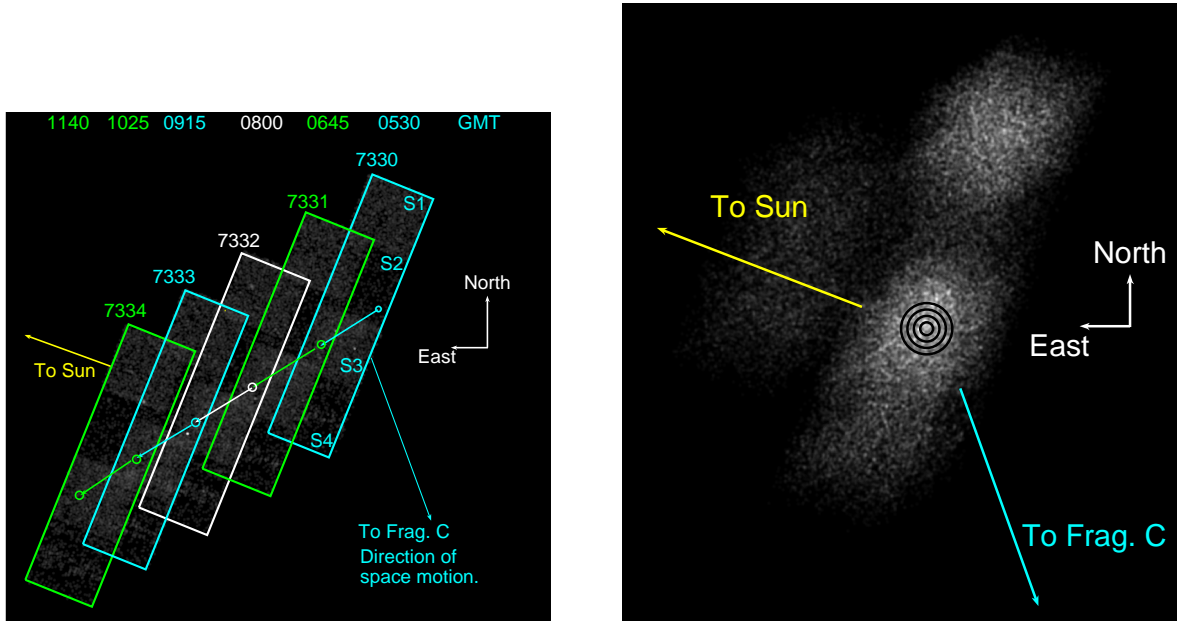 1140 1025 0915 0800 0645 0530 GMT
7330
7331
7332
7333
7334
S1
S2
S3
S4
North
East
To Sun
To Frag. C
Direction of
space motion.
To Sun
North
East
To Frag. C